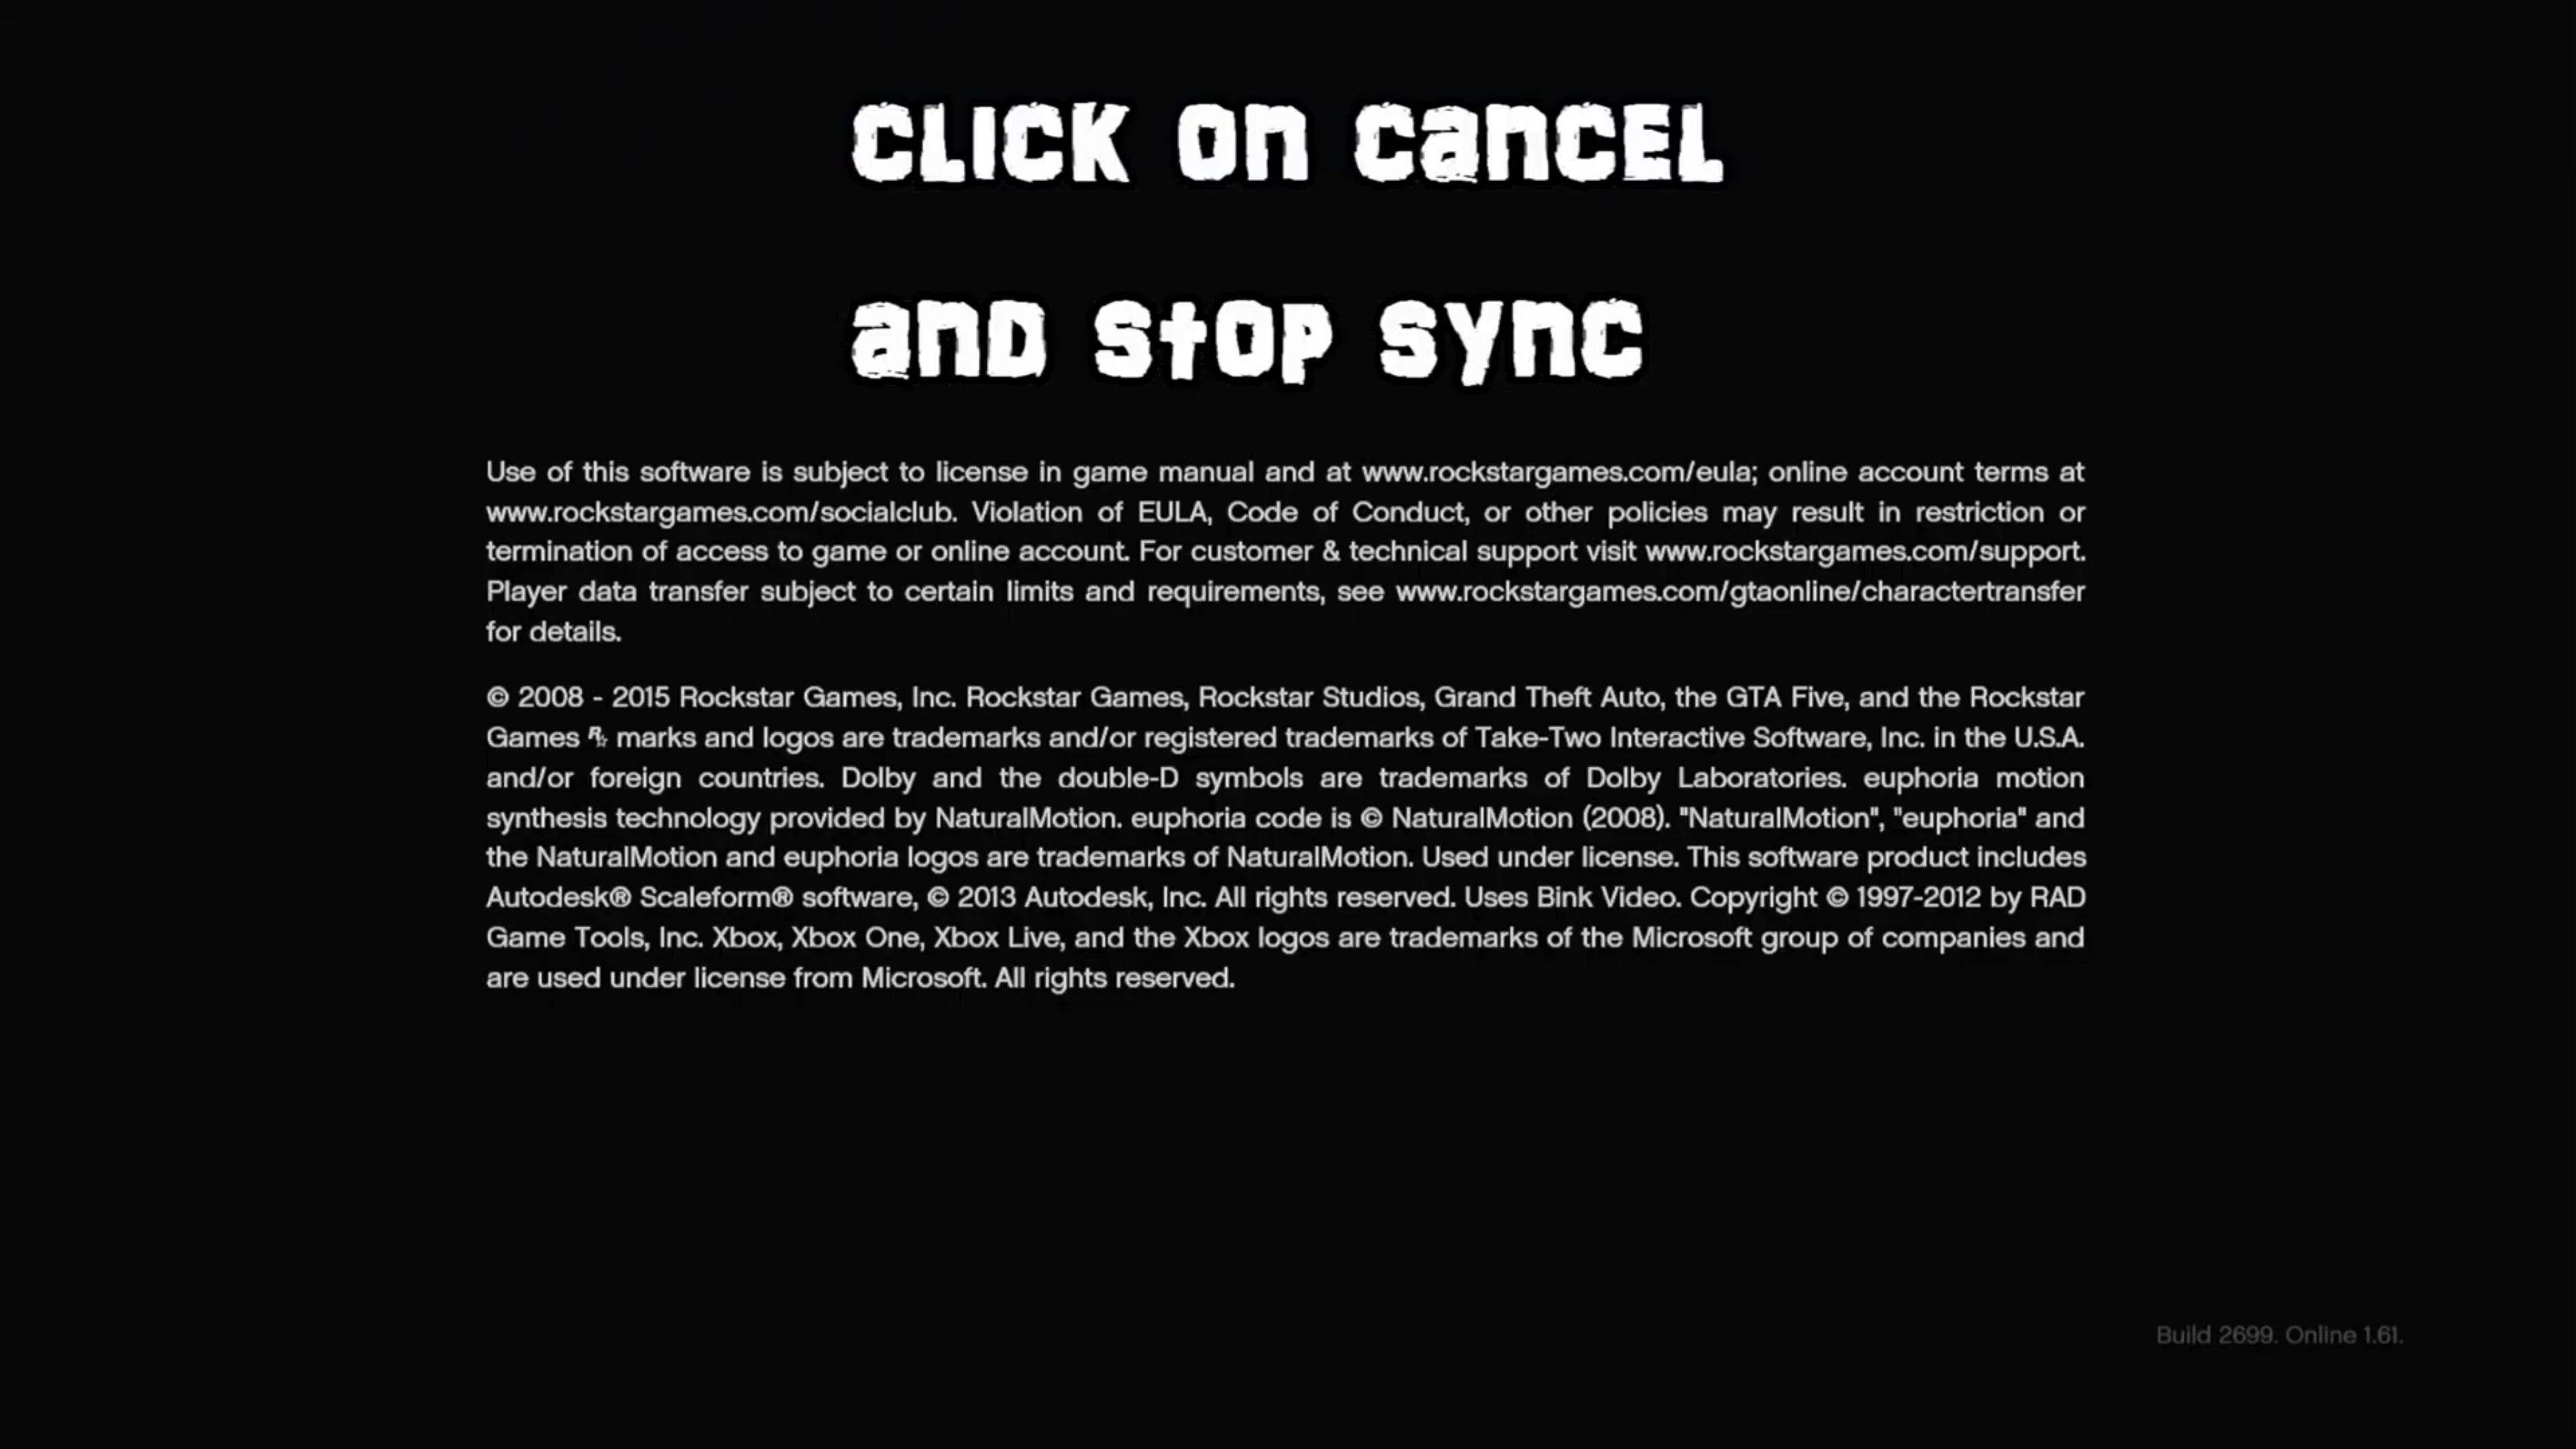 CLICK ON CANCEL
AND STOP SYNC
Use of this software is subject to license in game manual and at www.rockstargames.com/eula; online account terms at
www.rockstargames.com/socialclub. Violation of EULA, Code of Conduct, or other policies may result in restriction or
termination of access to game or online account. For customer & technical support visit www.rockstargames.com/support.
Player data transfer subject to certain limits and requirements, see www.rockstargames.com/gtaonline/charactertransfer
for details.
© 2008 - 2015 Rockstar Games, Inc. Rockstar Games, Rockstar Studios, Grand Theft Auto, the GTA Five, and the Rockstar
Games R* marks and logos are trademarks and/or registered trademarks of Take-Two Interactive Software, Inc. in the U.S.A.
and/or foreign countries. Dolby and the double-D symbols are trademarks of Dolby Laboratories. euphoria motion
synthesis technology provided by NaturalMotion. euphoria code is © NaturalMotion (2008). "NaturalMotion", "euphoria" and
the NaturalMotion and euphoria logos are trademarks of NaturalMotion. Used under license. This software product includes
Autodesk® Scaleform® software, © 2013 Autodesk, Inc. All rights reserved. Uses Bink Video. Copyright © 1997-2012 by RAD
Game Tools, Inc. Xbox, Xbox One, Xbox Live, and the Xbox logos are trademarks of the Microsoft group of companies and
are used under license from Microsoft. All rights reserved.
Build 2699. Online 1.61.